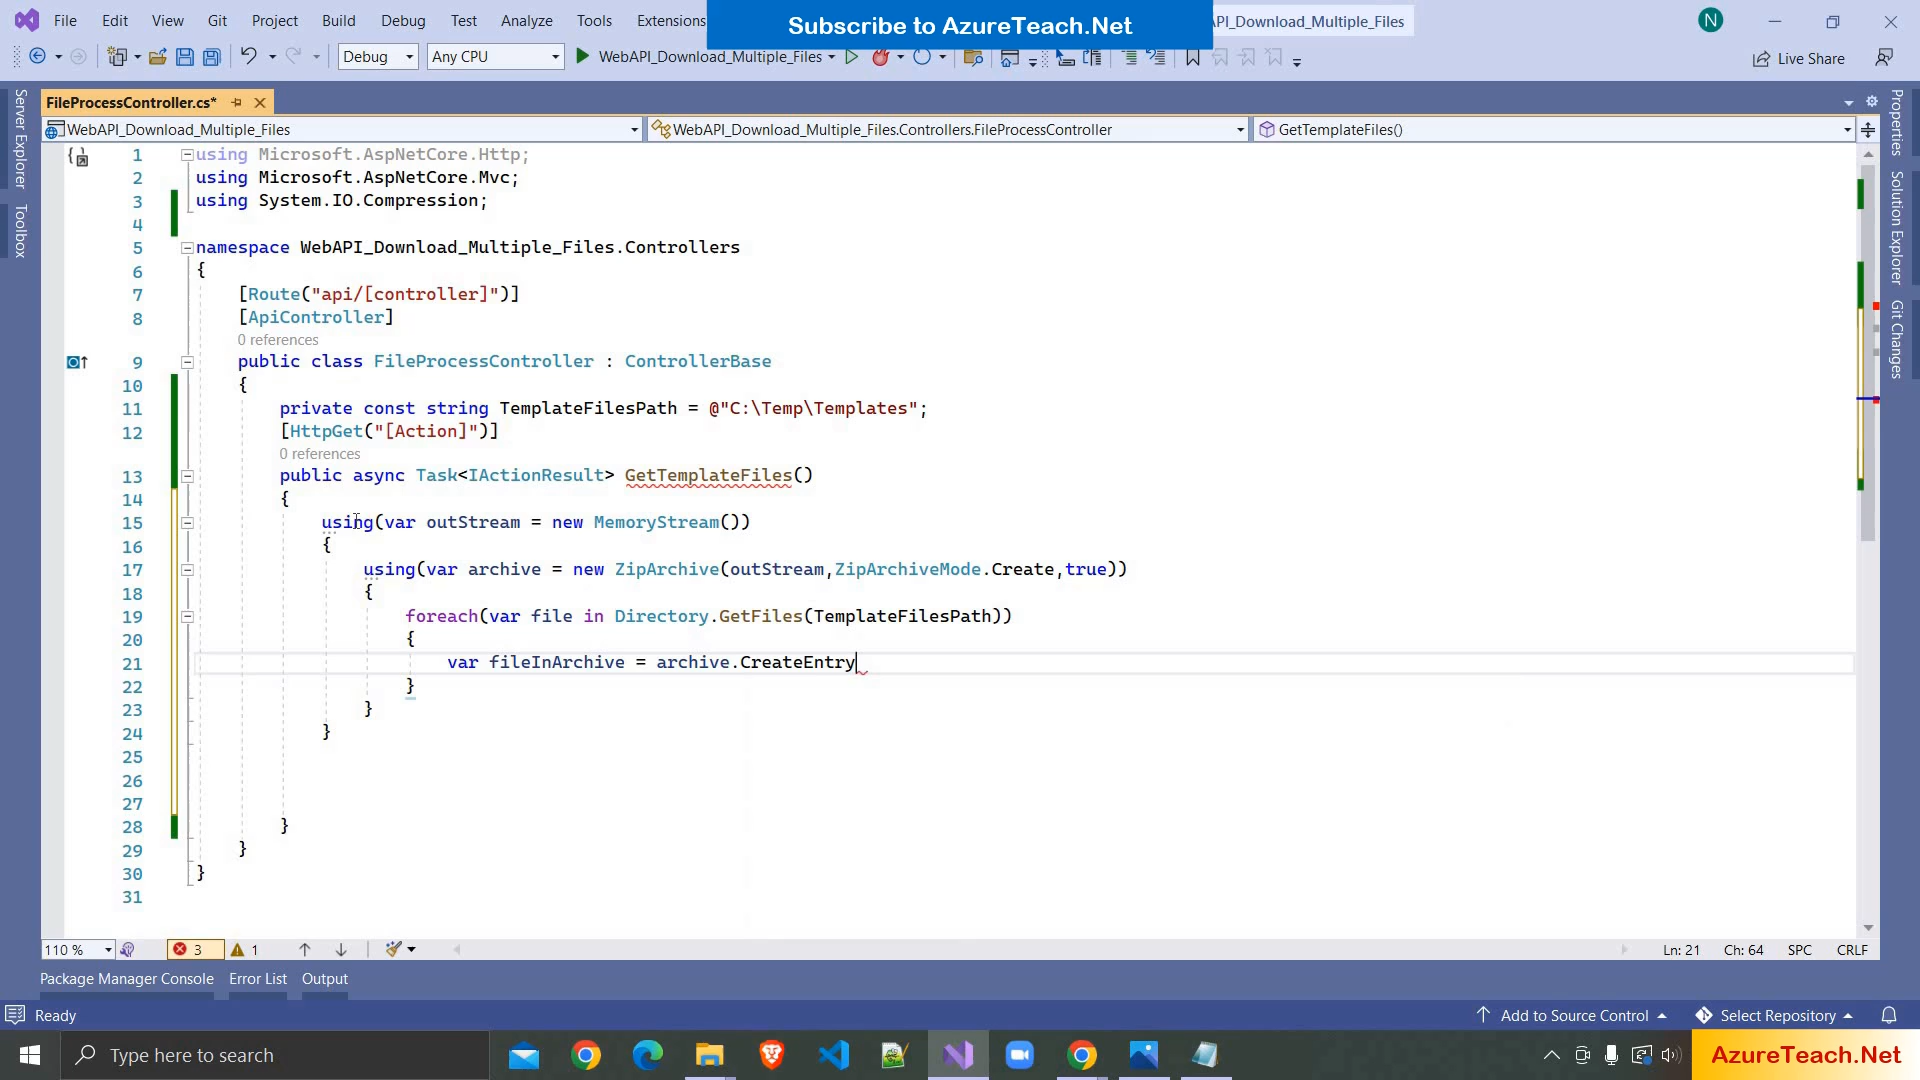 File Edit View Git Project Build Debug Test Analyze Tools Extensions
Subscribe to AzureTeach.Net
API_Download_Multiple_Files
N
Debug Any CPU WebAPI_Download_Multiple_Files Live Share
Server Explorer
Toolbox
Properties
Solution Explorer
Git Changes
FileProcessController.cs*
WebAPI_Download_Multiple_Files WebAPI_Download_Multiple_Files.Controllers.FileProcessController GetTemplateFiles()
1 using Microsoft.AspNetCore.Http;
2 using Microsoft.AspNetCore.Mvc;
3 using System.IO.Compression;
4
5 namespace WebAPI_Download_Multiple_Files.Controllers
6 {
7 [Route("api/[controller]")]
8 [ApiController]
0 references
9 public class FileProcessController : ControllerBase
10 {
11 private const string TemplateFilesPath = @"C:\Temp\Templates";
12 [HttpGet("[Action]")]
0 references
13 public async Task<IActionResult> GetTemplateFiles()
14 {
15 using(var outStream = new MemoryStream())
16 {
17 using(var archive = new ZipArchive(outStream,ZipArchiveMode.Create,true))
18 {
19 foreach(var file in Directory.GetFiles(TemplateFilesPath))
20 {
21 var fileInArchive = archive.CreateEntry
22 }
23 }
24 }
25
26
27
28 }
29 }
30 }
31
110 % 3 1 Ln: 21 Ch: 64 SPC CRLF
Package Manager Console Error List Output
Ready Add to Source Control Select Repository
Type here to search
AzureTeach.Net